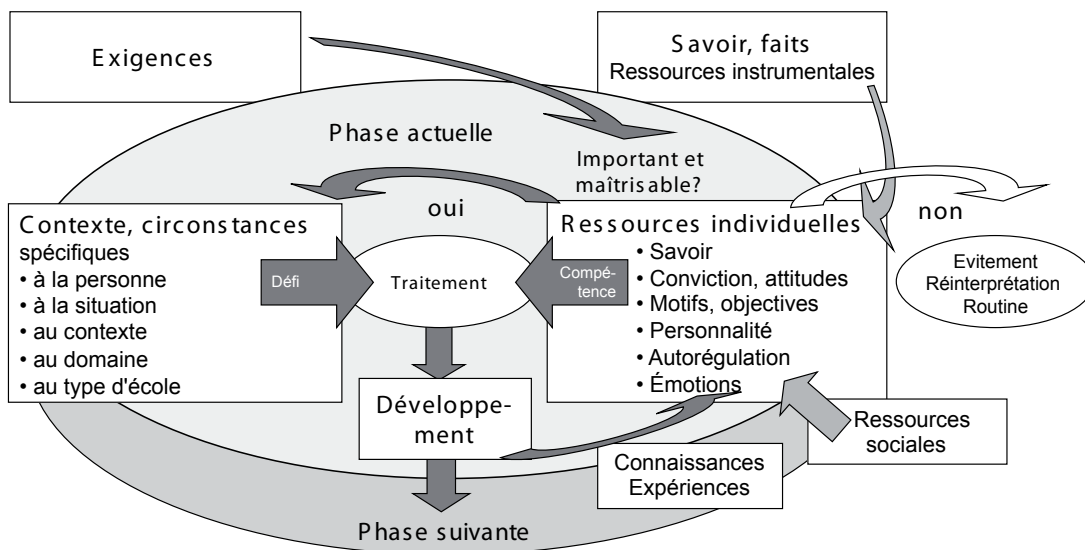 Exigences
Savoir, faits
Ressources instrumentales
Phase actuelle
Important et
maîtrisable?
oui
non
Contexte, circonstances
spécifiques
• à la personne
• à la situation
• au contexte
• au domaine
• au type d'école
Défi
Traitement
Compé-
tence
Ressources individuelles
• Savoir
• Conviction, attitudes
• Motifs, objectives
• Personnalité
• Autorégulation
• Émotions
Evitement
Réinterprétation
Routine
Développe-
ment
Ressources
sociales
Connaissances
Expériences
Phase suivante